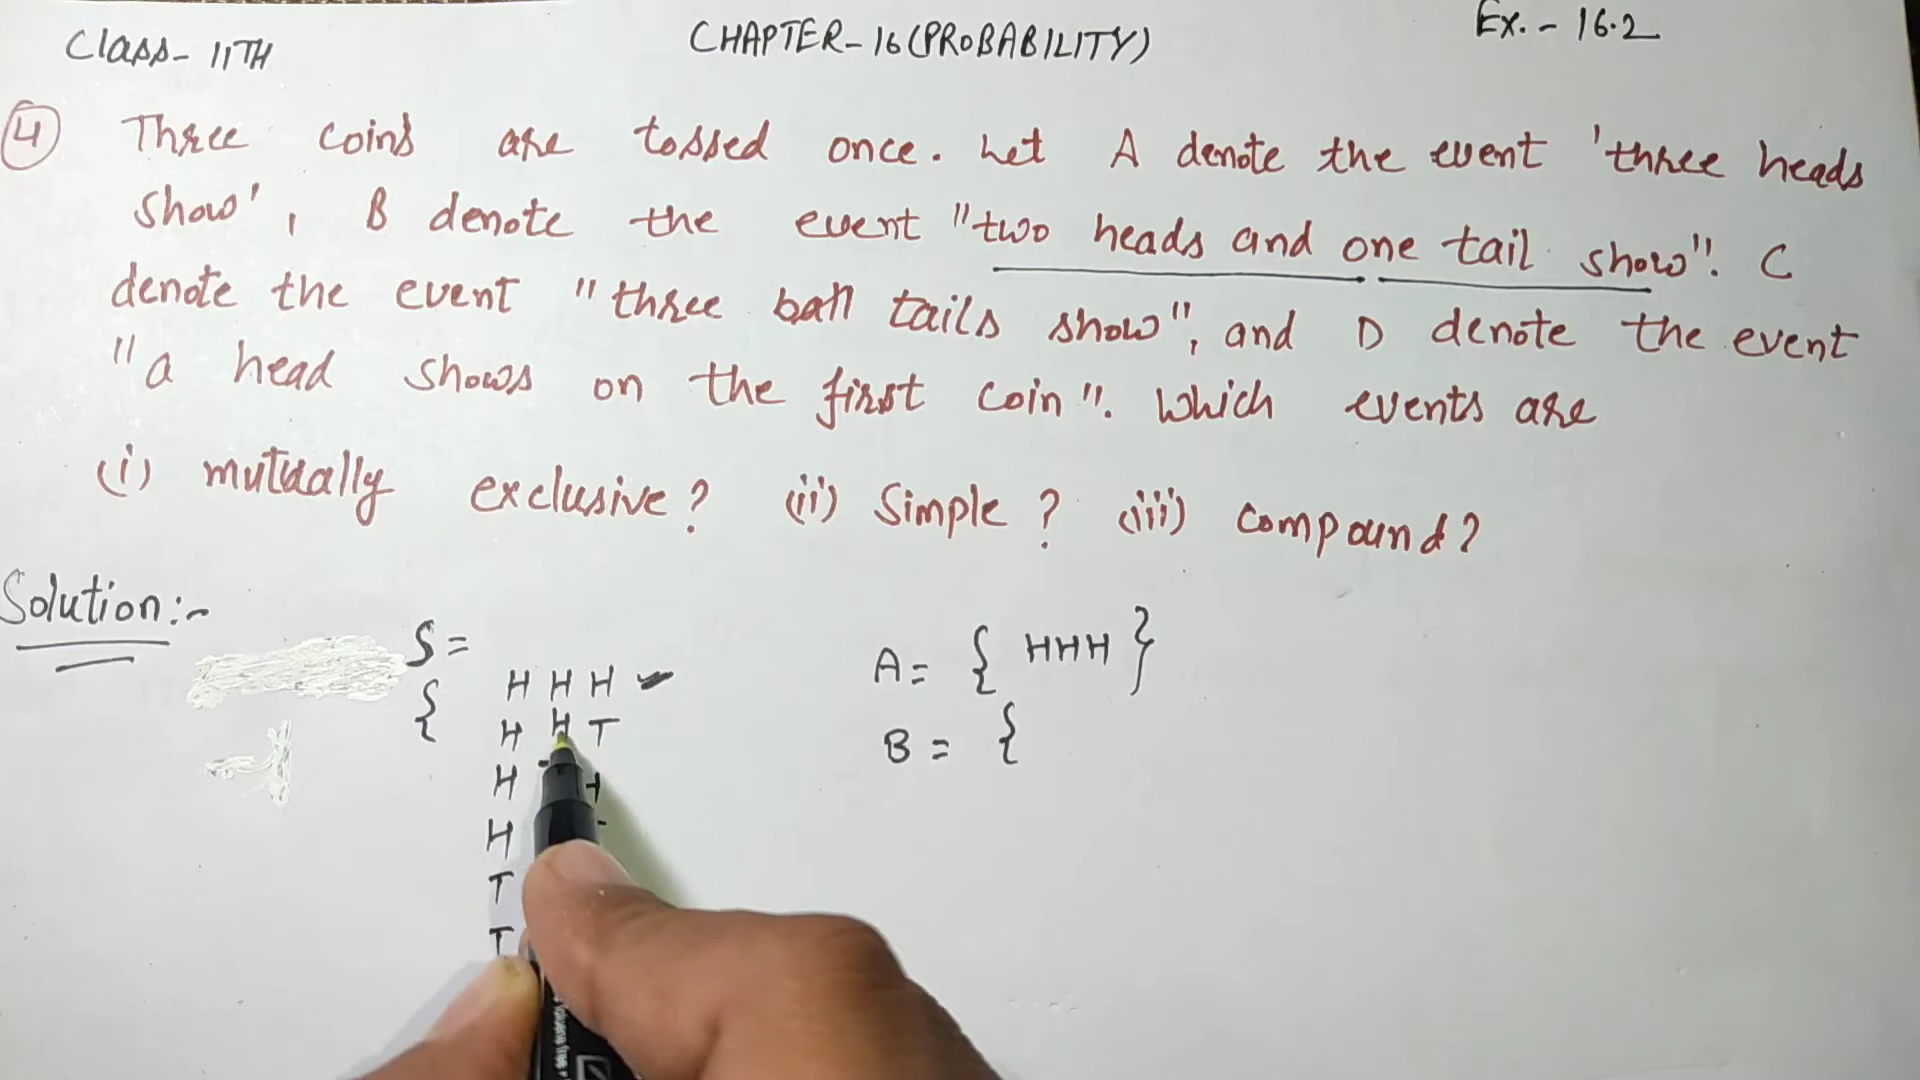 Class- 11TH
CHAPTER-16(PROBABILITY)
Ex.- 16.2
4 Three coins are tossed once. Let A denote the event 'three heads
show', B denote the event "two heads and one tail show". C
denote the event "three tails show", and D denote the event
"a head shows on the first coin". Which events are
(i) mutually exclusive? (ii) Simple? (iii) compound?
Solution:-
S=
{ H H H
H H T
H
H
T
T
A= { HHH }
B = {